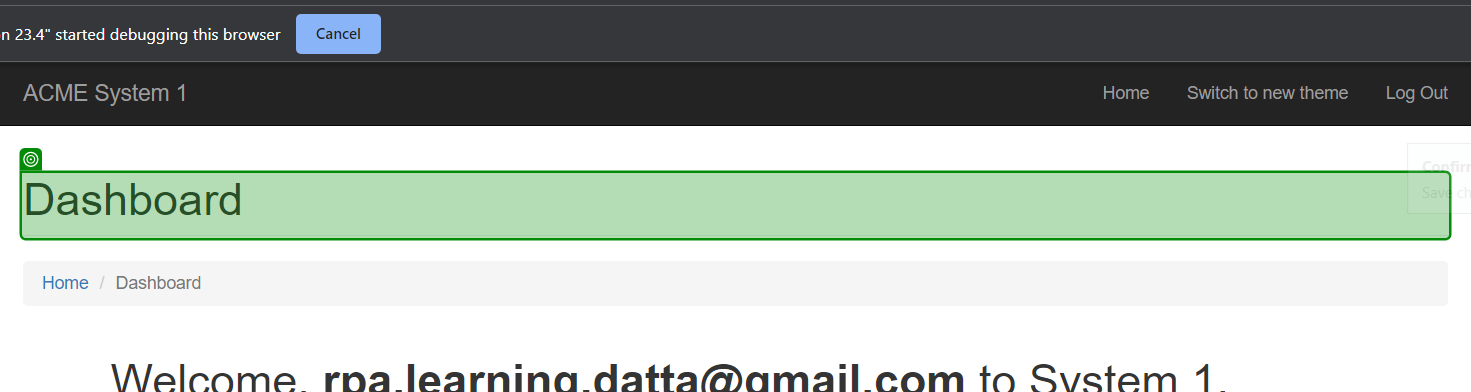 n 23.4" started debugging this browser Cancel
ACME System 1 Home Switch to new theme Log Out
Dashboard
Confirm
Save ch
Home / Dashboard
Welcome, rpa.learning.datta@gmail.com to System 1.